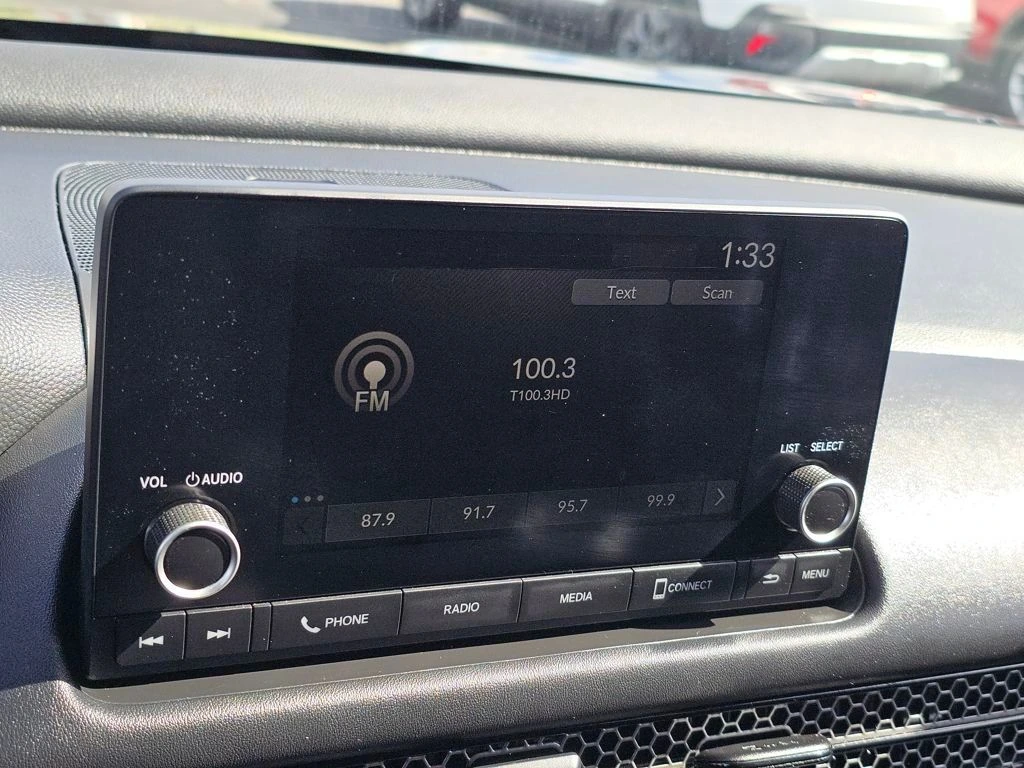 1:33
Text Scan
100.3
T100.3HD
FM
LIST SELECT
VOL AUDIO
87.9 91.7 95.7 99.9
PHONE RADIO MEDIA CONNECT MENU